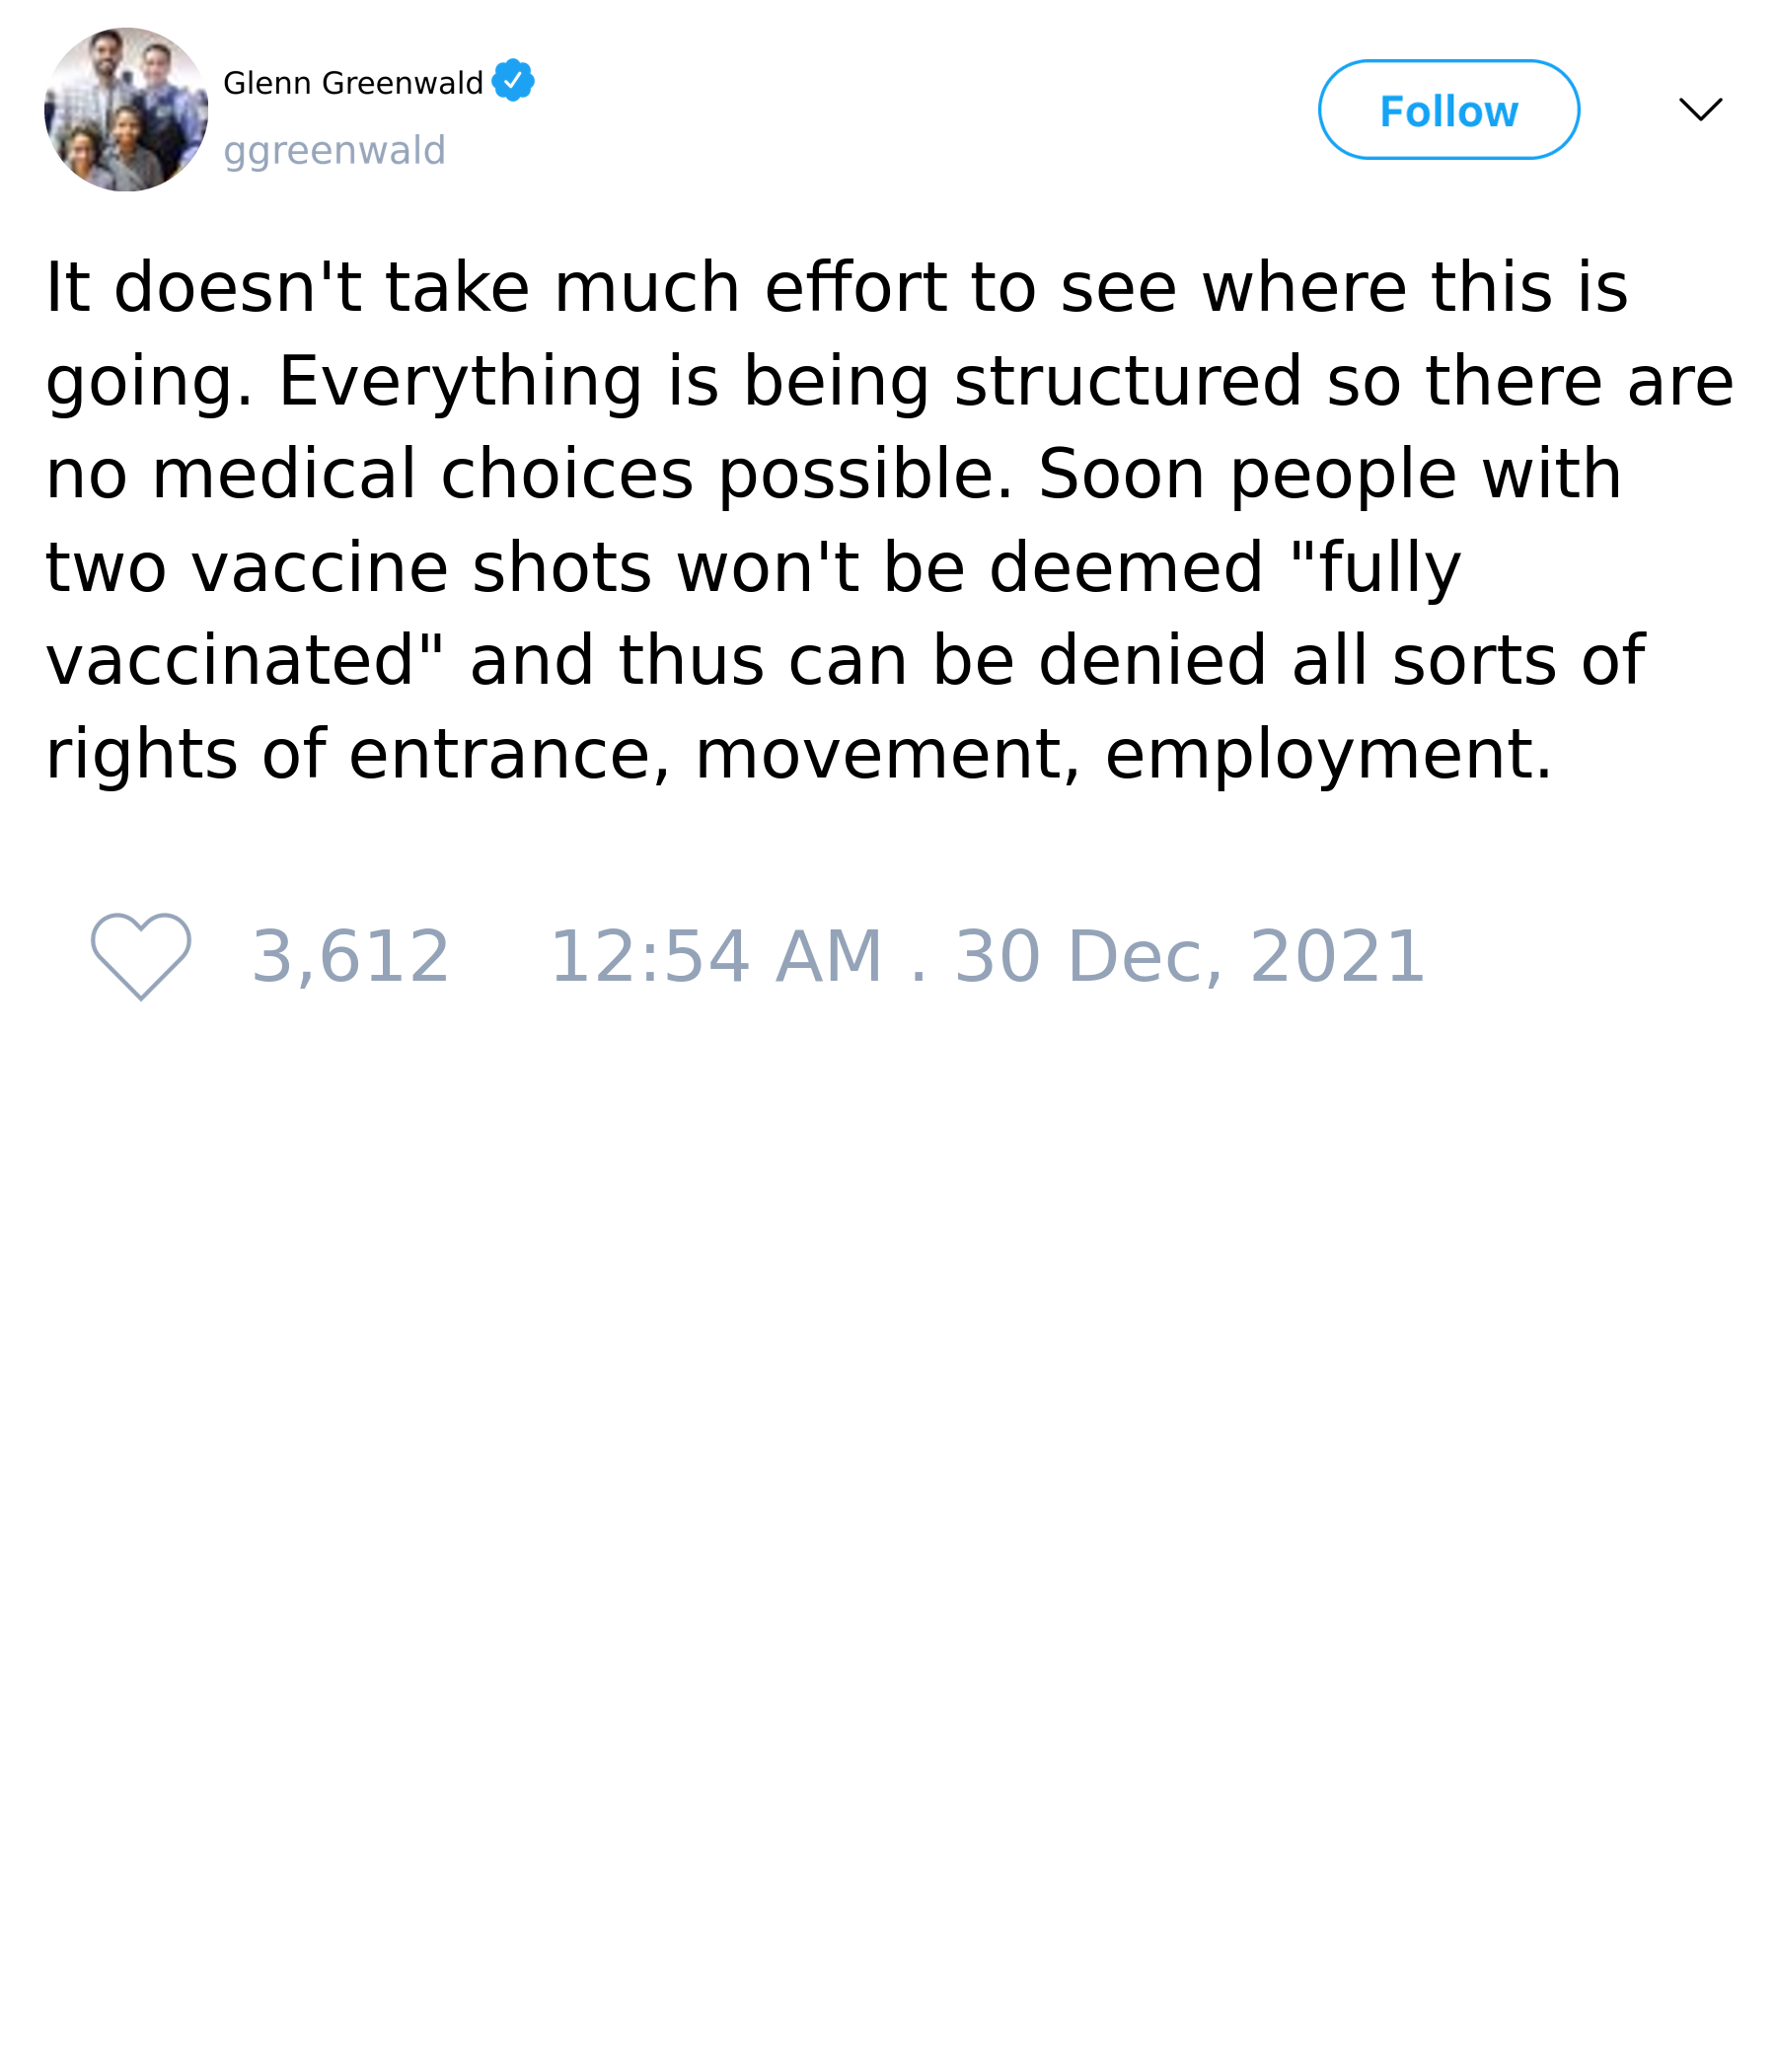 Glenn Greenwald
ggreenwald
Follow
It doesn't take much effort to see where this is
going. Everything is being structured so there are
no medical choices possible. Soon people with
two vaccine shots won't be deemed "fully
vaccinated" and thus can be denied all sorts of
rights of entrance, movement, employment.
3,612 12:54 AM . 30 Dec, 2021